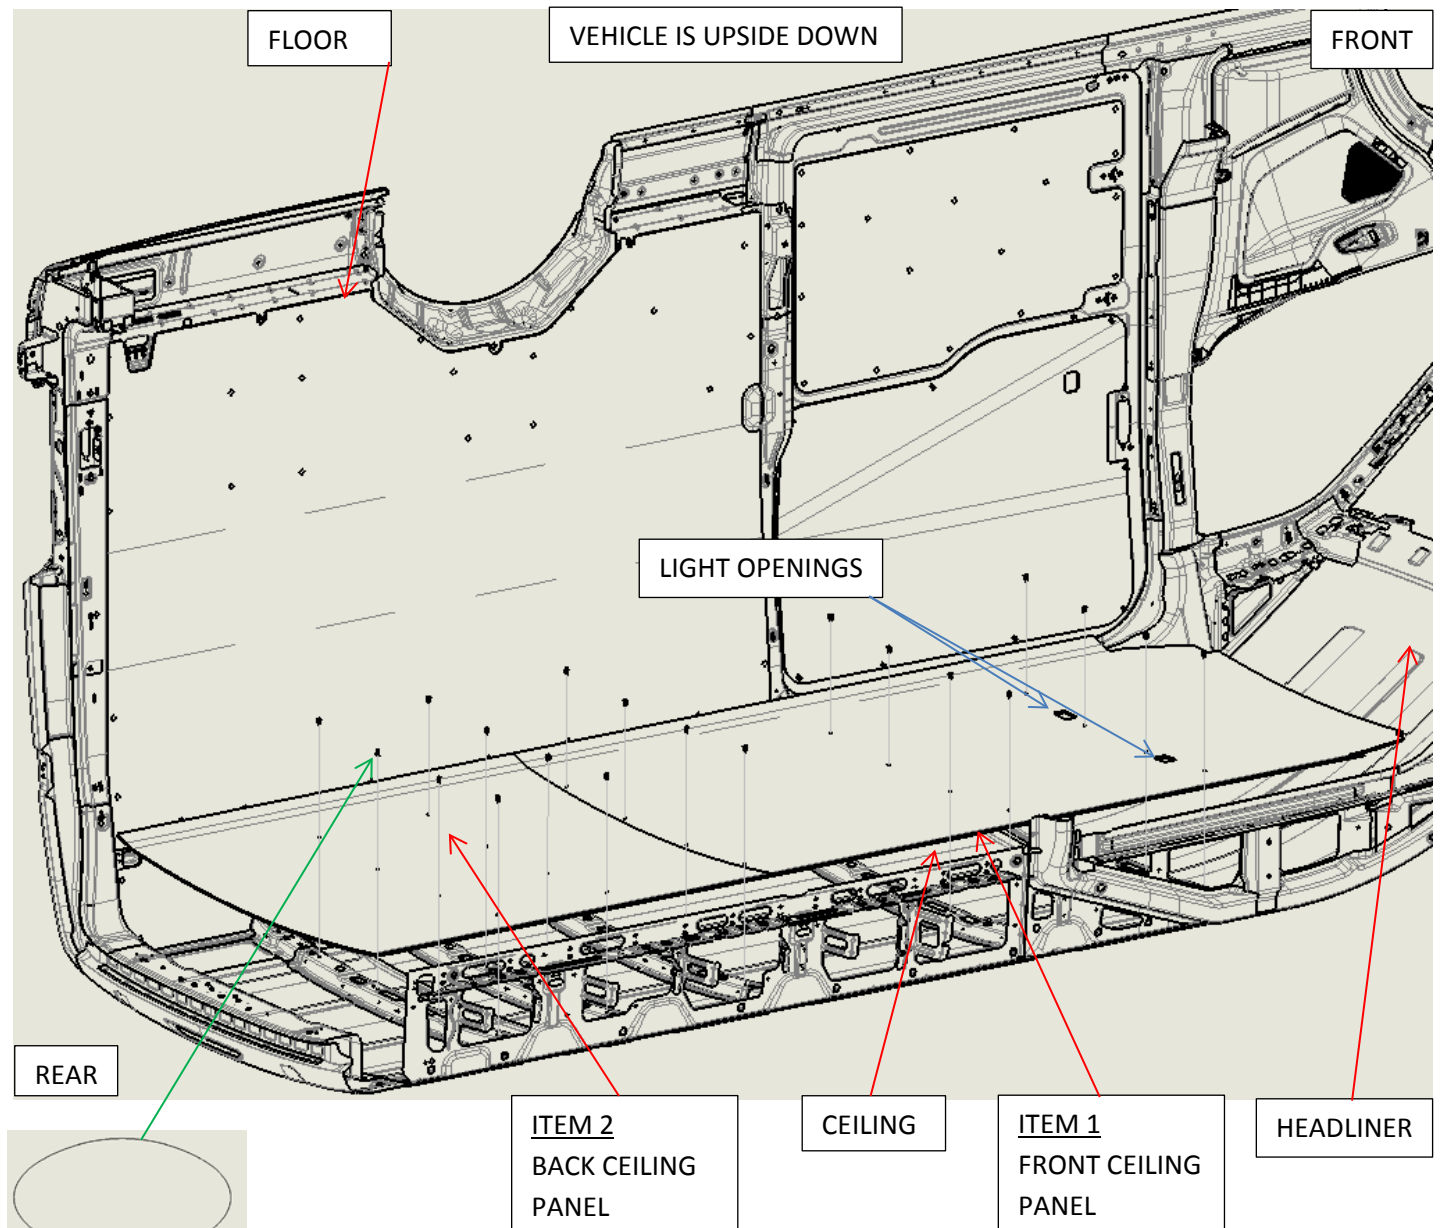 FLOOR
VEHICLE IS UPSIDE DOWN
FRONT
LIGHT OPENINGS
REAR
ITEM 2
BACK CEILING
PANEL
CEILING
ITEM 1
FRONT CEILING
PANEL
HEADLINER